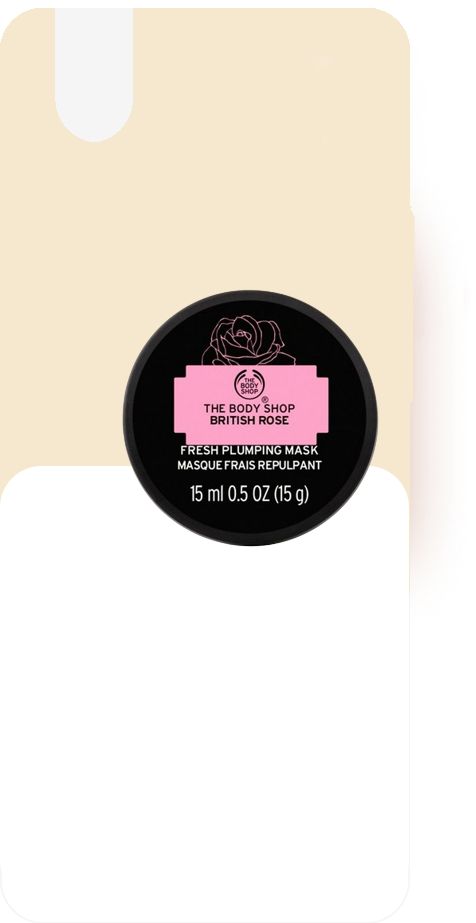 THE
BODY
SHOP
®
THE BODY SHOP
BRITISH ROSE
FRESH PLUMPING MASK
MASQUE FRAIS REPULPANT
15 ml 0.5 OZ (15 g)